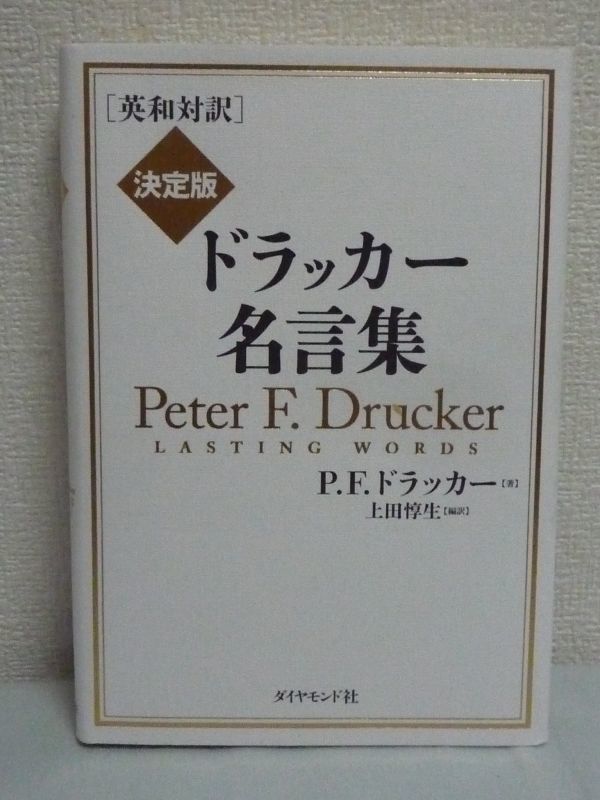 ［英和対訳］
決定版
ドラッカー
名言集
Peter F. Drucker
LASTING WORDS
P.F.ドラッカー［著］
上田惇生［編訳］
ダイヤモンド社